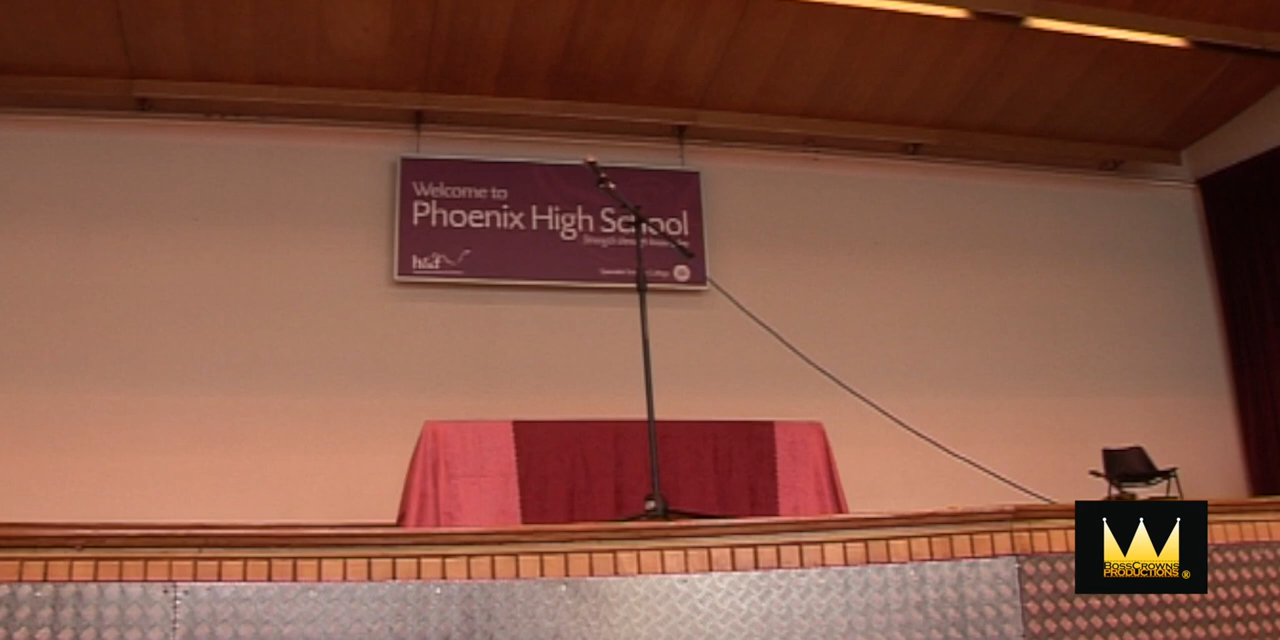 Welcome to
Phoenix High School
h&f
BOSSCROWNS
PRODUCTIONS ®